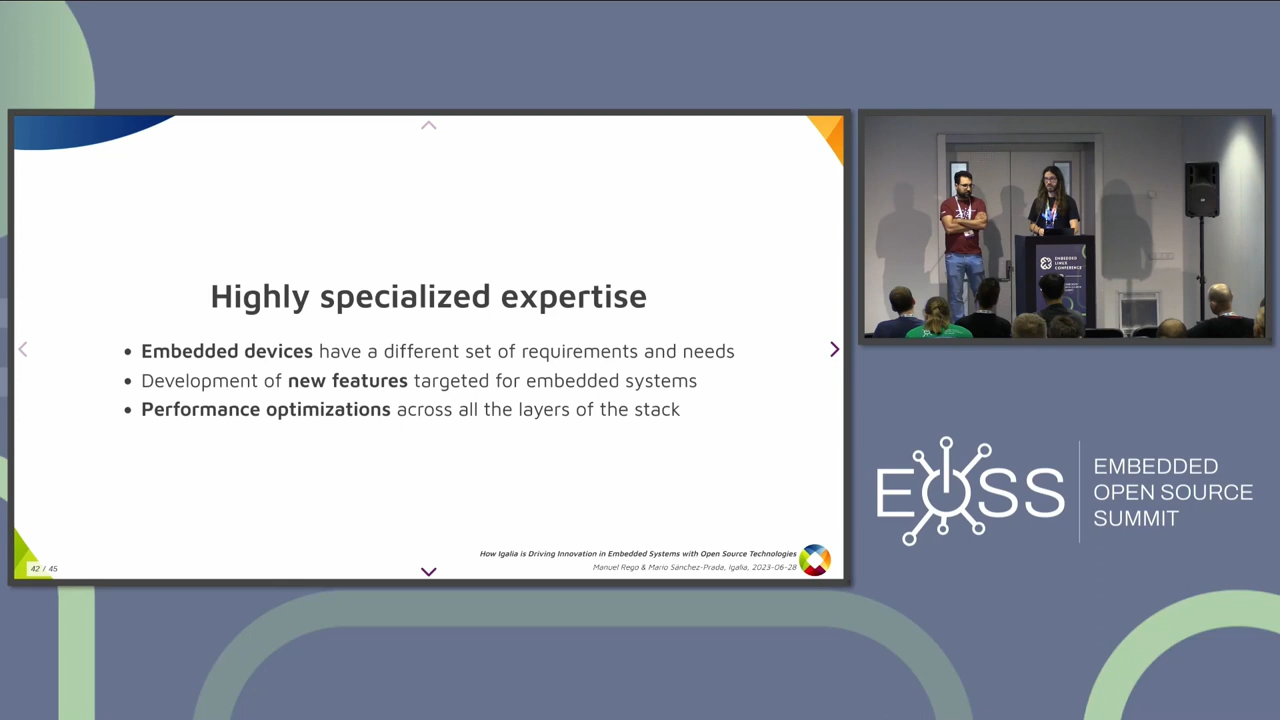 Highly specialized expertise
• Embedded devices have a different set of requirements and needs
• Development of new features targeted for embedded systems
• Performance optimizations across all the layers of the stack
How Igalia is Driving Innovation in Embedded Systems with Open Source Technologies
Manuel Rego & Mario Sánchez-Prada, Igalia, 2023-06-28
42 / 45
EMBEDDED
LINUX
CONFERENCE
EOSS
EMBEDDED
OPEN SOURCE
SUMMIT